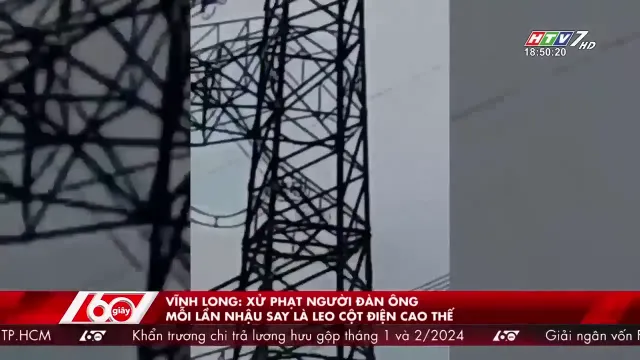 HTV7 HD
18:50:20
60 giây
VĨNH LONG: XỬ PHẠT NGƯỜI ĐÀN ÔNG
MỖI LẦN NHẬU SAY LÀ LEO CỘT ĐIỆN CAO THẾ
TP.HCM 60 Khẩn trương chi trả lương hưu gộp tháng 1 và 2/2024 60 Giải ngân vốn